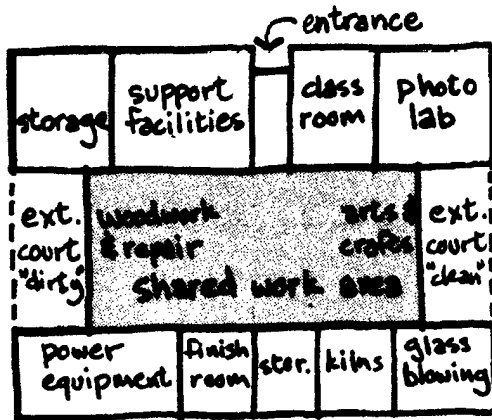 entrance
storage
support
facilities
class
room
photo
lab
ext.
court
"dirty"
woodwork
& repair
arts &
crafts
shared work area
ext.
court
"clean"
power
equipment
finish
room
stor.
kilns
glass
blowing